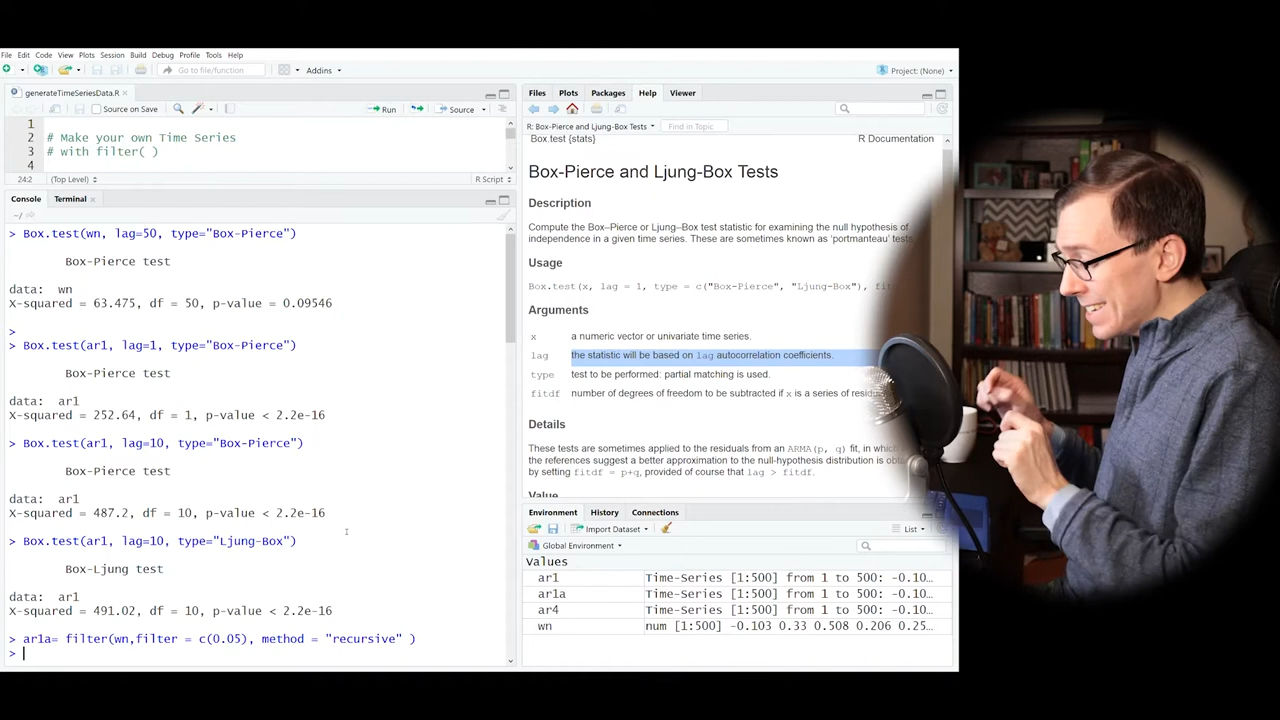 File Edit Code View Plots Session Build Debug Profile Tools Help
Go to file/function Addins Project: (None)
generateTimeSeriesData.R
Source on Save Run Source
1
2 # Make your own Time Series
3 # with filter( )
4
24:2 (Top Level) R Script
Console Terminal
~/
> Box.test(wn, lag=50, type="Box-Pierce")
Box-Pierce test
data: wn
X-squared = 63.475, df = 50, p-value = 0.09546
>
> Box.test(ar1, lag=1, type="Box-Pierce")
Box-Pierce test
data: ar1
X-squared = 252.64, df = 1, p-value < 2.2e-16
> Box.test(ar1, lag=10, type="Box-Pierce")
Box-Pierce test
data: ar1
X-squared = 487.2, df = 10, p-value < 2.2e-16
> Box.test(ar1, lag=10, type="Ljung-Box")
Box-Ljung test
data: ar1
X-squared = 491.02, df = 10, p-value < 2.2e-16
> ar1a= filter(wn,filter = c(0.05), method = "recursive" )
>
Files Plots Packages Help Viewer
R: Box-Pierce and Ljung-Box Tests Find in Topic
Box.test {stats} R Documentation
Box-Pierce and Ljung-Box Tests
Description
Compute the Box–Pierce or Ljung–Box test statistic for examining the null hypothesis of
independence in a given time series. These are sometimes known as ‘portmanteau’ tests
Usage
Box.test(x, lag = 1, type = c("Box-Pierce", "Ljung-Box"),
Arguments
x a numeric vector or univariate time series.
lag the statistic will be based on lag autocorrelation coefficients.
type test to be performed: partial matching is used.
fitdf number of degrees of freedom to be subtracted if x is a series of
Details
These tests are sometimes applied to the residuals from an ARMA(p, q) fit, in which
the references suggest a better approximation to the null-hypothesis distribution is
by setting fitdf = p+q, provided of course that lag > fitdf.
Value
Environment History Connections
Import Dataset List
Global Environment
Values
ar1 Time-Series [1:500] from 1 to 500: -0.10…
ar1a Time-Series [1:500] from 1 to 500: -0.10…
ar4 Time-Series [1:500] from 1 to 500: -0.10…
wn num [1:500] -0.103 0.33 0.508 0.206 0.25…